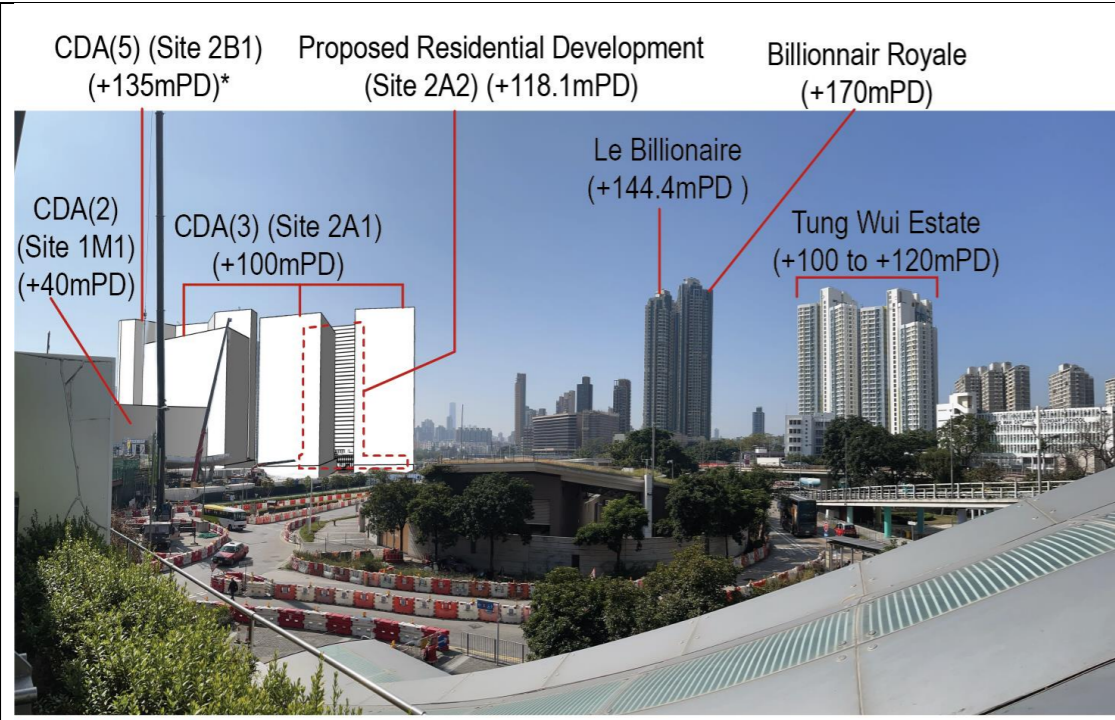 CDA(5) (Site 2B1)
(+135mPD)*
Proposed Residential Development
(Site 2A2) (+118.1mPD)
Billionnair Royale
(+170mPD)
Le Billionaire
(+144.4mPD )
CDA(2)
(Site 1M1)
(+40mPD)
CDA(3) (Site 2A1)
(+100mPD)
Tung Wui Estate
(+100 to +120mPD)